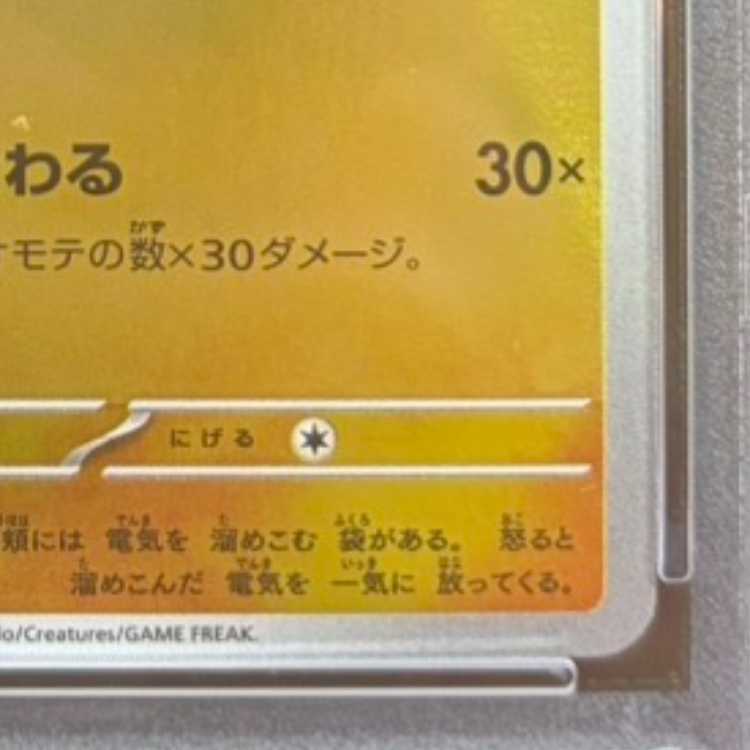 わる 30×
モテの数×30ダメージ。
にげる
頬には 電気を 溜めこむ 袋がある。 怒ると
溜めこんだ 電気を 一気に 放ってくる。
do/Creatures/GAME FREAK.